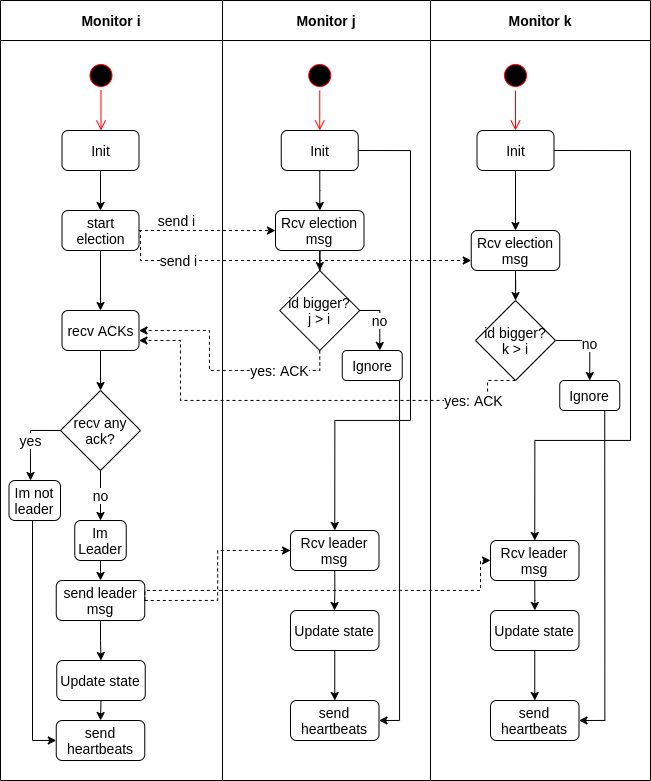 Monitor i
Monitor j
Monitor k
Init
Init
Init
start
election
send i
send i
Rcv election
msg
Rcv election
msg
recv ACKs
id bigger?
j > i
no
yes: ACK
Ignore
id bigger?
k > i
no
yes: ACK
Ignore
recv any
ack?
yes
no
Im not
leader
Im
Leader
send leader
msg
Rcv leader
msg
Rcv leader
msg
Update state
Update state
Update state
send
heartbeats
send
heartbeats
send
heartbeats